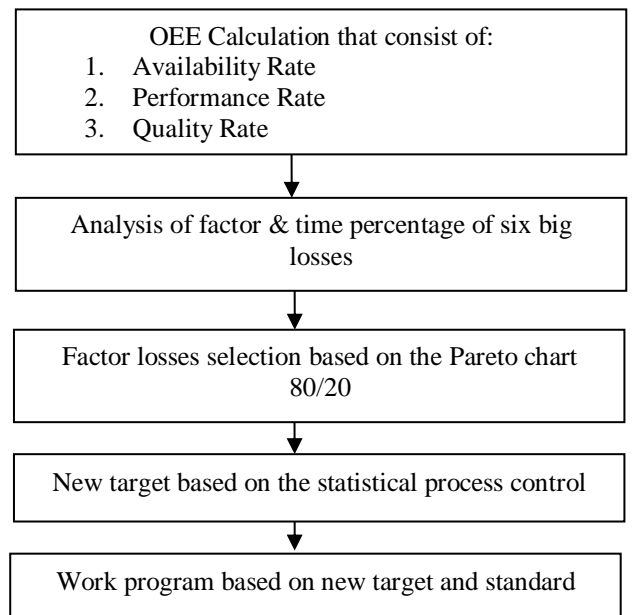 OEE Calculation that consist of:
1. Availability Rate
2. Performance Rate
3. Quality Rate
Analysis of factor & time percentage of six big
losses
Factor losses selection based on the Pareto chart
80/20
New target based on the statistical process control
Work program based on new target and standard